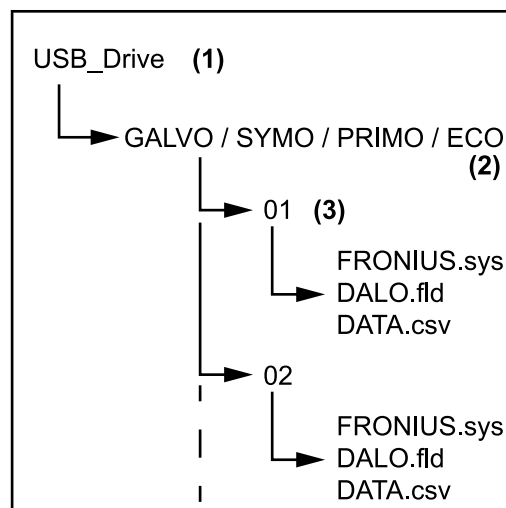 USB_Drive (1)
GALVO / SYMO / PRIMO / ECO
(2)
01 (3)
FRONIUS.sys
DALO.fld
DATA.csv
02
FRONIUS.sys
DALO.fld
DATA.csv